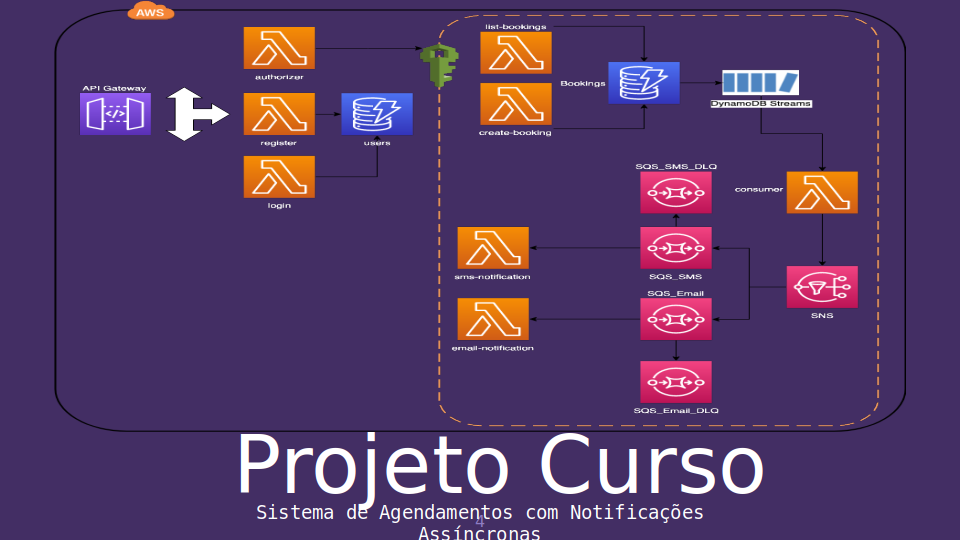 AWS
list-bookings
authorizer
API Gateway
Bookings
DynamoDB Streams
register
users
create-booking
SQS_SMS_DLQ
consumer
login
sms-notification
SQS_SMS
SQS_Email
SNS
email-notification
SQS_Email_DLQ
Projeto Curso
Sistema de Agendamentos com Notificações
4
Assíncronas